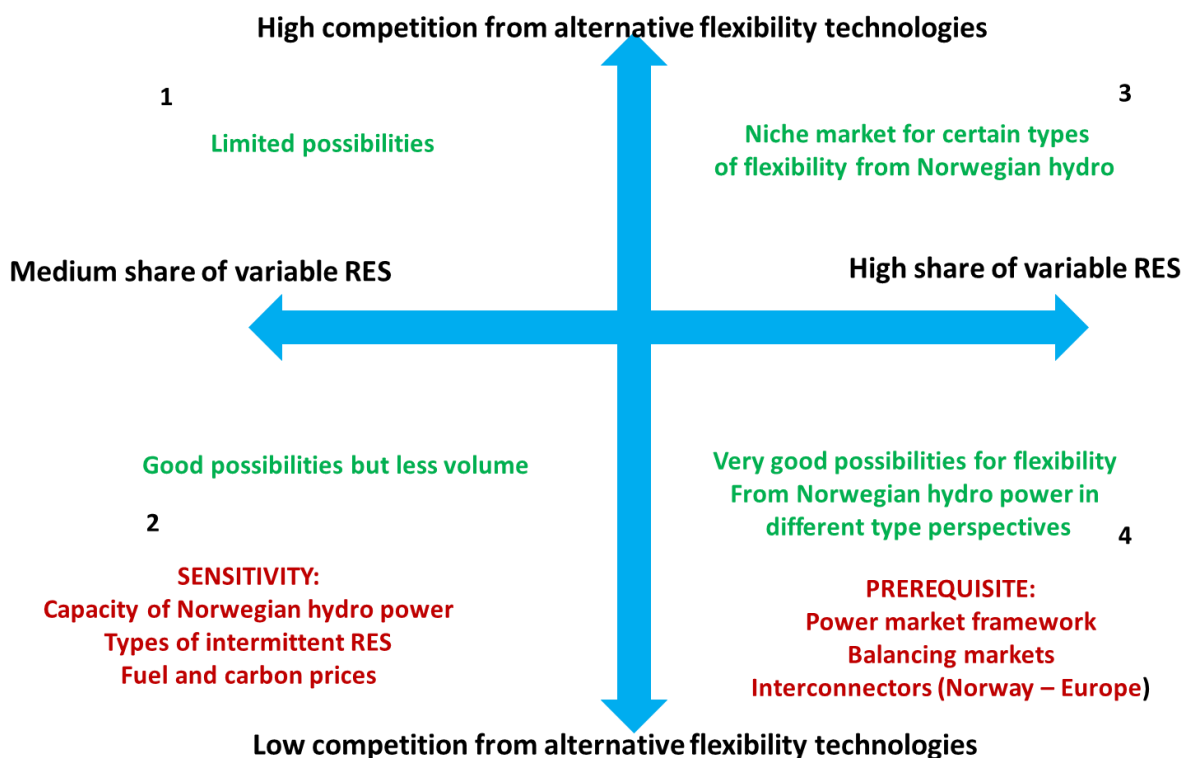 High competition from alternative flexibility technologies
1
Limited possibilities
3
Niche market for certain types
of flexibility from Norwegian hydro
Medium share of variable RES
High share of variable RES
Good possibilities but less volume
2
SENSITIVITY:
Capacity of Norwegian hydro power
Types of intermittent RES
Fuel and carbon prices
Very good possibilities for flexibility
From Norwegian hydro power in
different type perspectives
4
PREREQUISITE:
Power market framework
Balancing markets
Interconnectors (Norway – Europe)
Low competition from alternative flexibility technologies